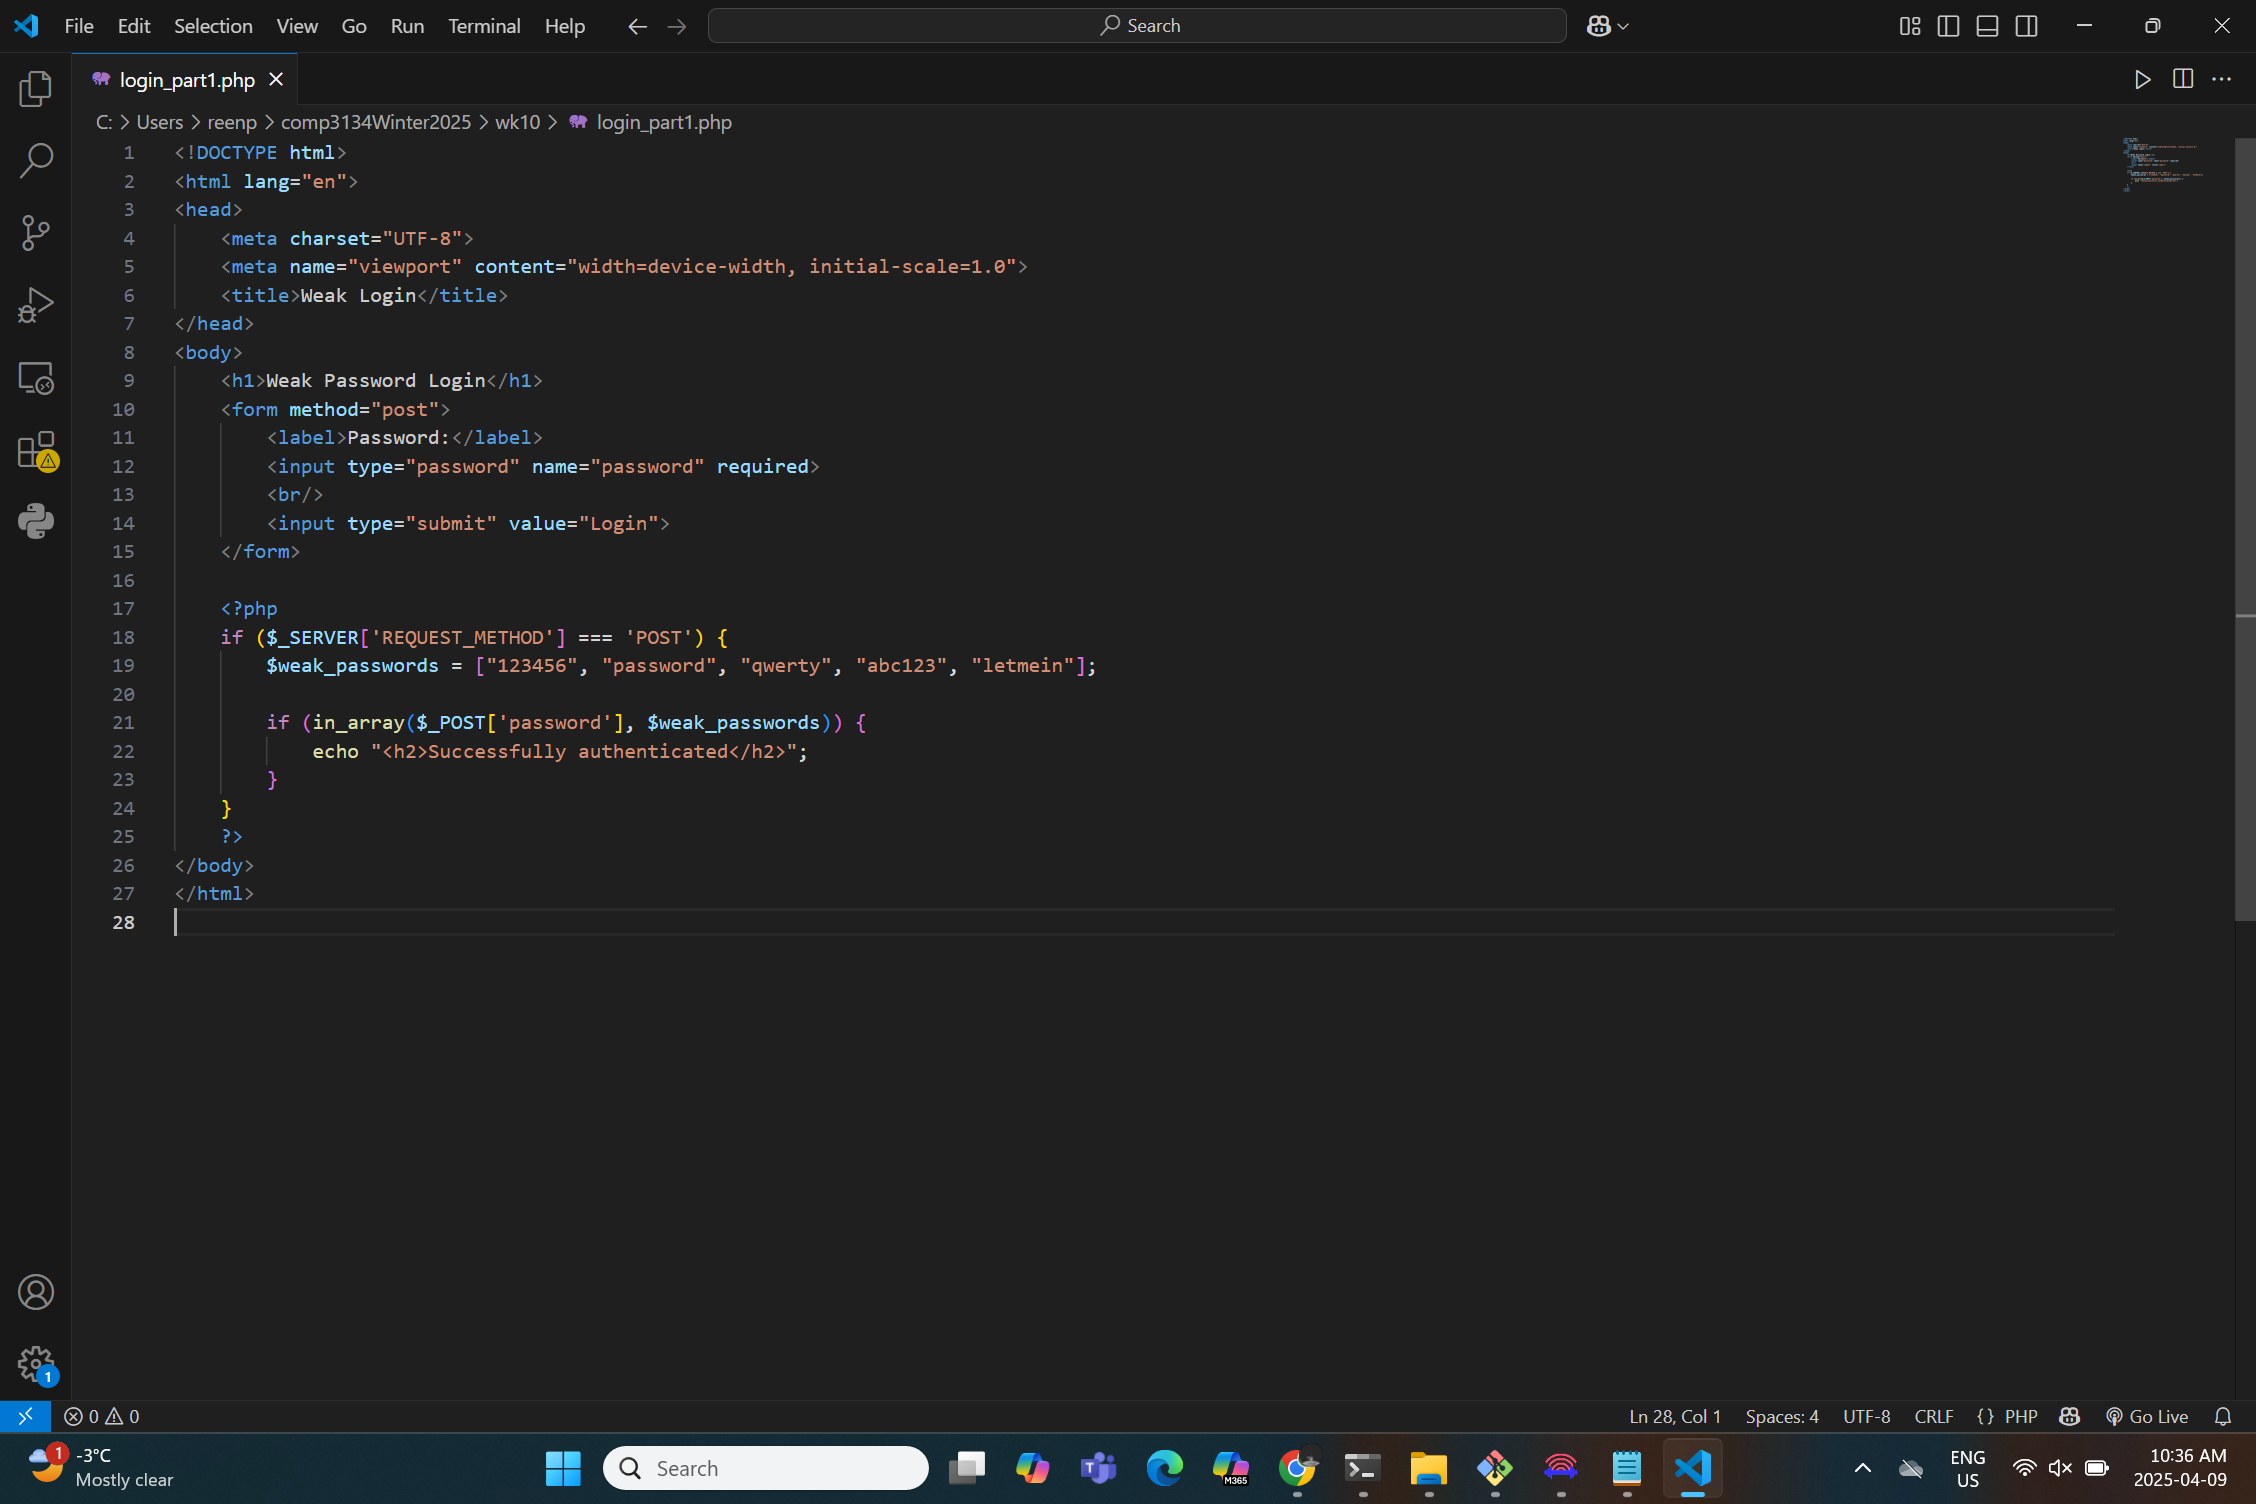 File Edit Selection View Go Run Terminal Help
Search
login_part1.php
C: > Users > reenp > comp3134Winter2025 > wk10 > login_part1.php
1 <!DOCTYPE html>
2 <html lang="en">
3 <head>
4     <meta charset="UTF-8">
5     <meta name="viewport" content="width=device-width, initial-scale=1.0">
6     <title>Weak Login</title>
7 </head>
8 <body>
9     <h1>Weak Password Login</h1>
10     <form method="post">
11         <label>Password:</label>
12         <input type="password" name="password" required>
13         <br/>
14         <input type="submit" value="Login">
15     </form>
16
17     <?php
18     if ($_SERVER['REQUEST_METHOD'] === 'POST') {
19         $weak_passwords = ["123456", "password", "qwerty", "abc123", "letmein"];
20
21         if (in_array($_POST['password'], $weak_passwords)) {
22             echo "<h2>Successfully authenticated</h2>";
23         }
24     }
25     ?>
26 </body>
27 </html>
28
1
0 0
Ln 28, Col 1 Spaces: 4 UTF-8 CRLF {} PHP Go Live
1
-3°C
Mostly clear
Search
T
M365
ENG
US
10:36 AM
2025-04-09